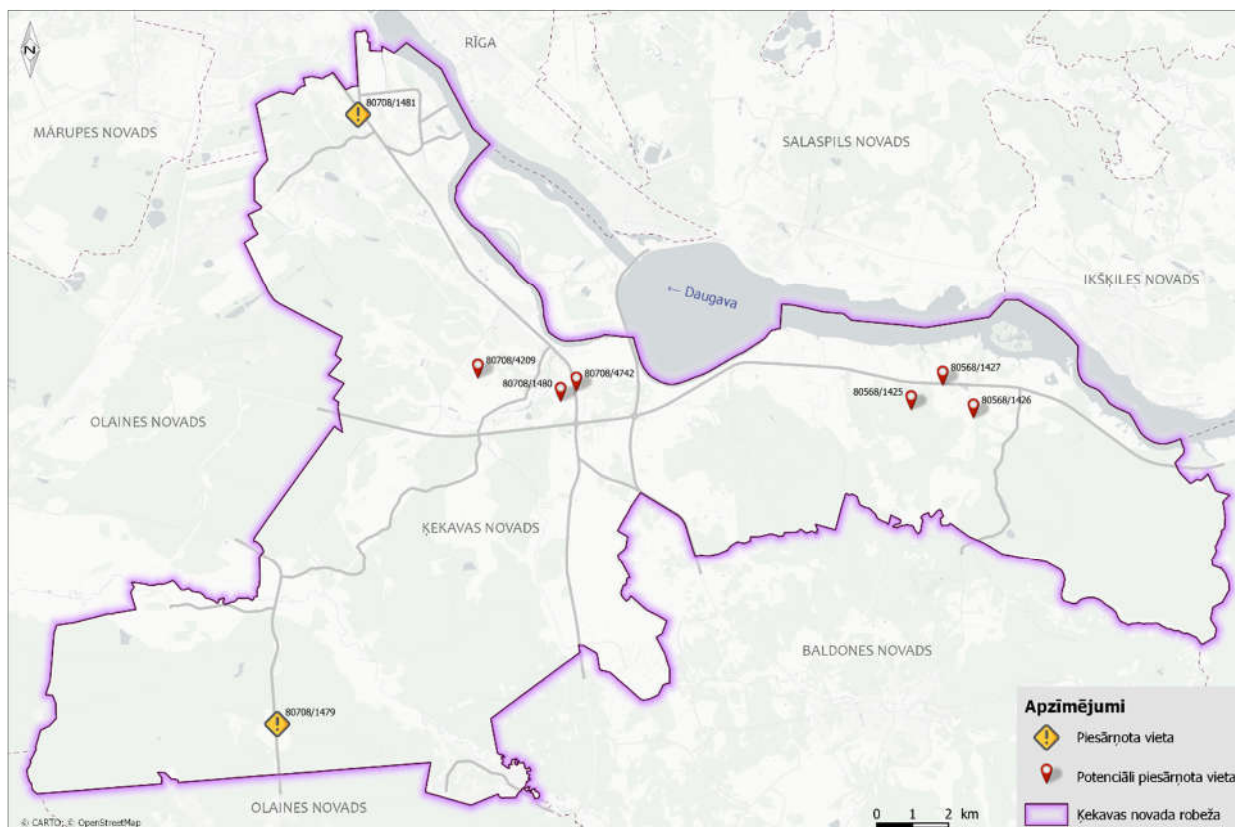 N
RĪGA
80708/1481
MĀRUPES NOVADS
SALASPILS NOVADS
IKŠĶILES NOVADS
← Daugava
80708/4209
80708/4742
80708/1480
80568/1427
80568/1425
80568/1426
OLAINES NOVADS
ĶEKAVAS NOVADS
BALDONES NOVADS
80708/1479
OLAINES NOVADS
Apzīmējumi
Piesārņota vieta
Potenciāli piesārņota vieta
Ķekavas novada robeža
0 1 2 km
© CARTO; © OpenStreetMap